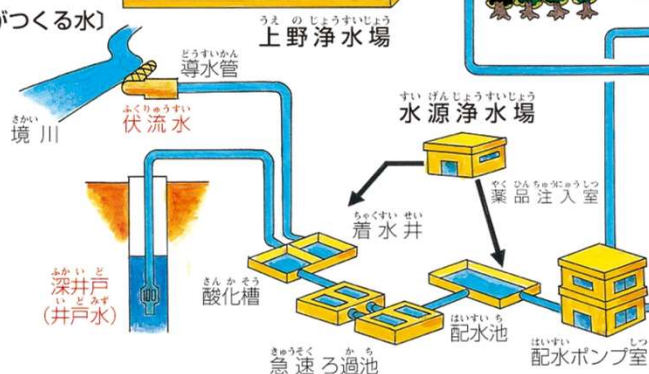 がつくる水〕
うえ の じょうすいじょう
上野浄水場
どうすいかん
導水管
さかい
境川
ふくりゅうすい
伏流水
すい げんじょうすいじょう
水源浄水場
やく ひんちゅうにゅうしつ
薬品注入室
ちゃくすい せい
着水井
ふかい ど
深井戸
い ど みず
(井戸水)
さん か そう
酸化槽
きゅうそく か ち
急速ろ過池
はいすい ち
配水池
はいすい しつ
配水ポンプ室